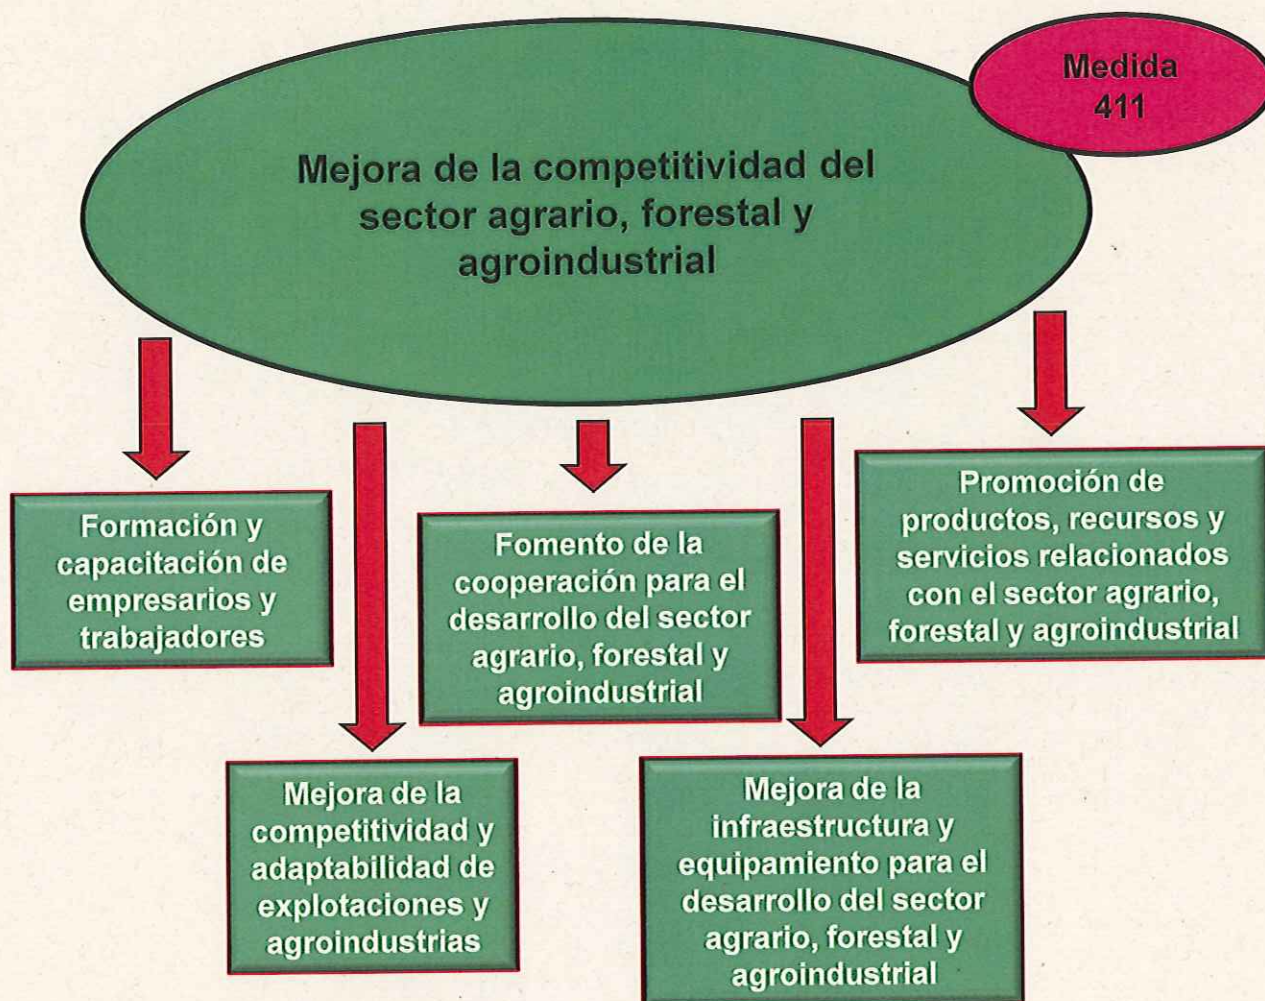 Medida
411
Mejora de la competitividad del
sector agrario, forestal y
agroindustrial
Formación y
capacitación de
empresarios y
trabajadores
Mejora de la
competitividad y
adaptabilidad de
explotaciones y
agroindustrias
Fomento de la
cooperación para el
desarrollo del sector
agrario, forestal y
agroindustrial
Mejora de la
infraestructura y
equipamiento para el
desarrollo del sector
agrario, forestal y
agroindustrial
Promoción de
productos, recursos y
servicios relacionados
con el sector agrario,
forestal y agroindustrial